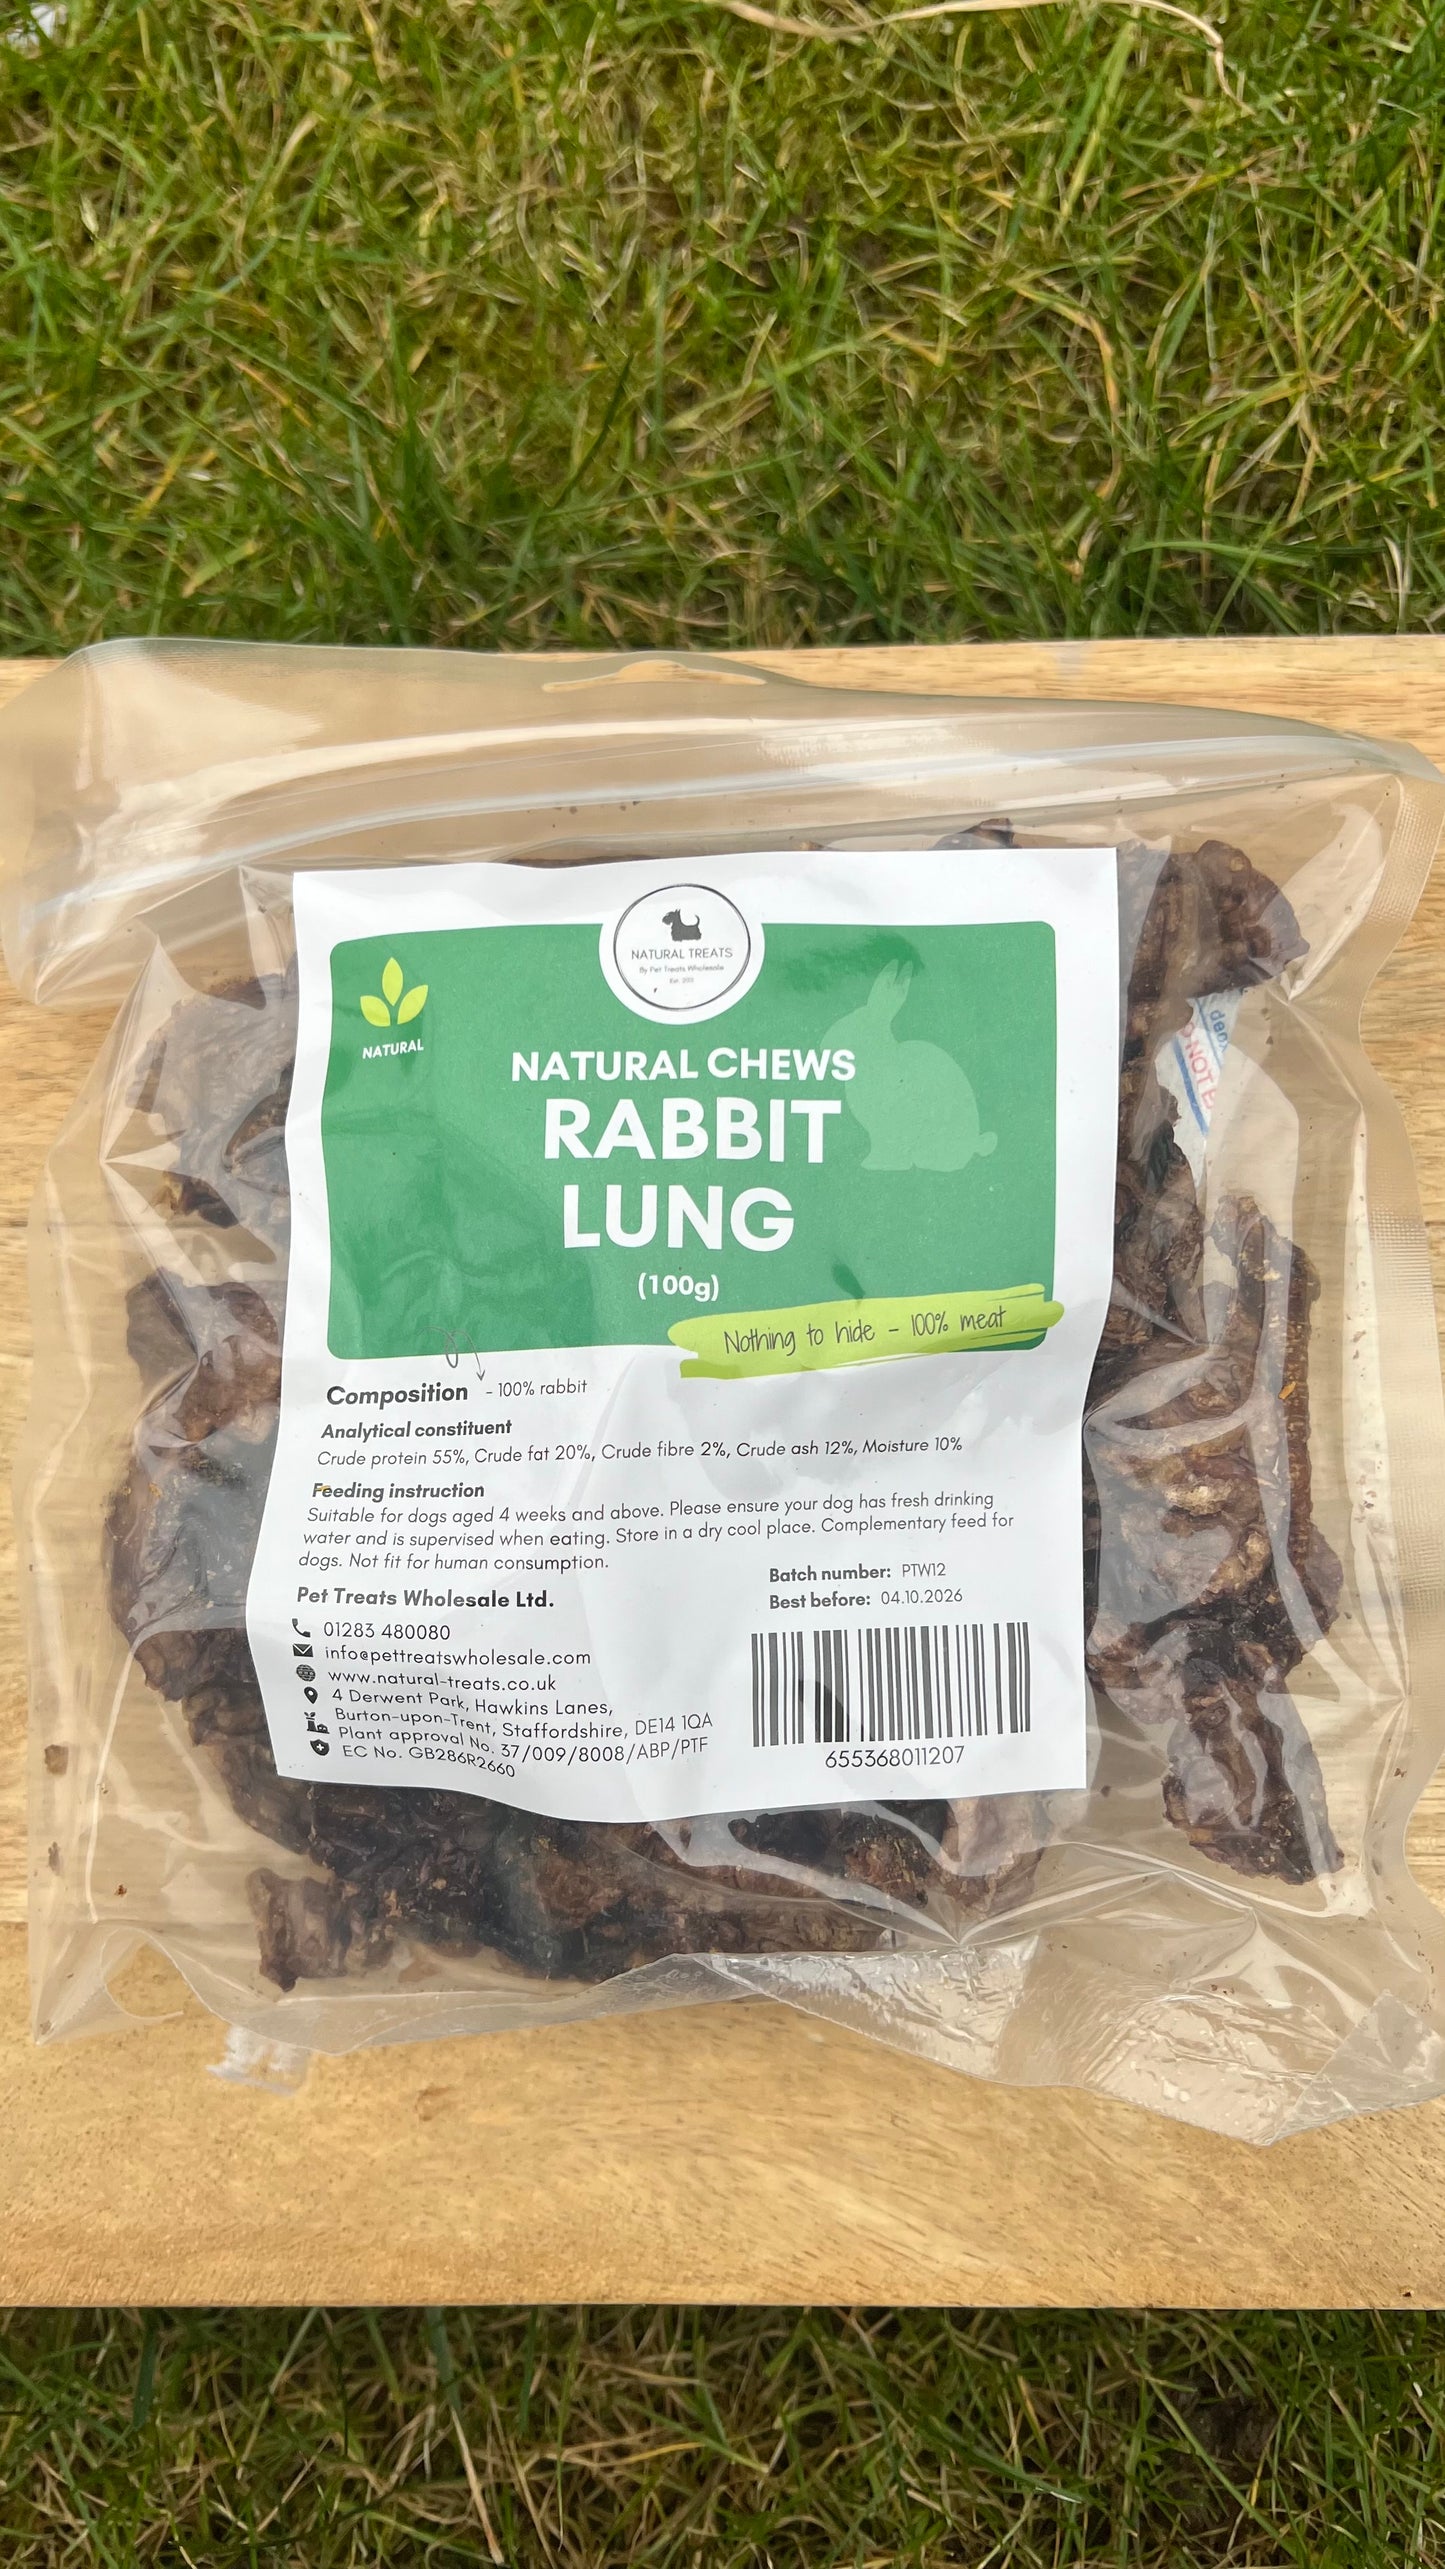 NATURAL TREATS
By Pet Treats Wholesale
NATURAL
NATURAL CHEWS
RABBIT
LUNG
(100g)
Nothing to hide - 100% meat
Composition - 100% rabbit
Analytical constituent
Crude protein 55%, Crude fat 20%, Crude fibre 2%, Crude ash 12%, Moisture 10%
Feeding instruction
Suitable for dogs aged 4 weeks and above. Please ensure your dog has fresh drinking
water and is supervised when eating. Store in a dry cool place. Complementary feed for
dogs. Not fit for human consumption.
Batch number: PTW12
Best before: 04.10.2026
Pet Treats Wholesale Ltd.
01283 480080
info@pettreatswholesale.com
www.natural-treats.co.uk
4 Derwent Park, Hawkins Lanes,
Burton-upon-Trent, Staffordshire, DE14 1QA
Plant approval No. 37/009/8008/ABP/PTF
EC No. GB286R2660
655368011207
NOT